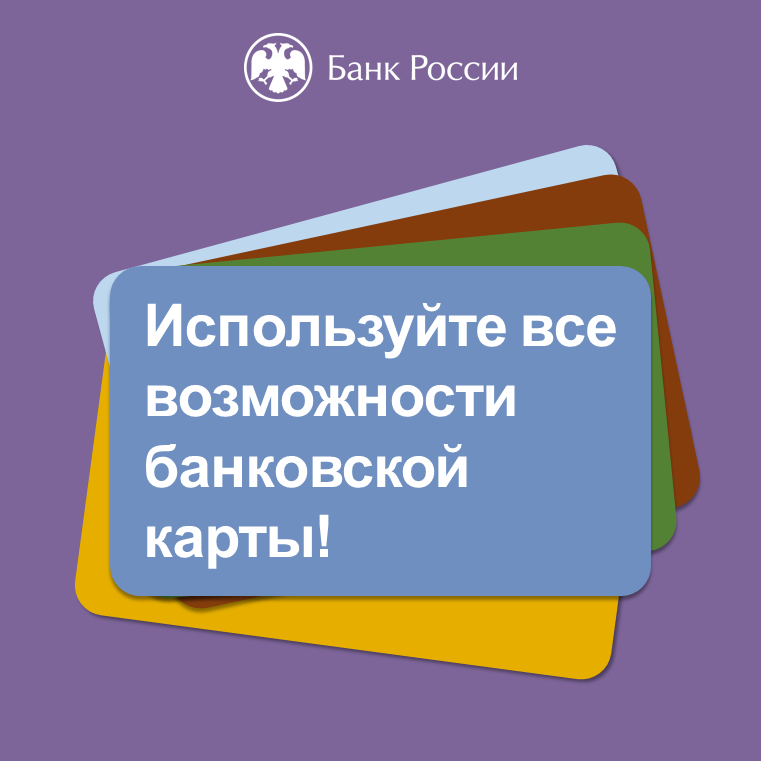 Банк России
Используйте все
возможности
банковской
карты!